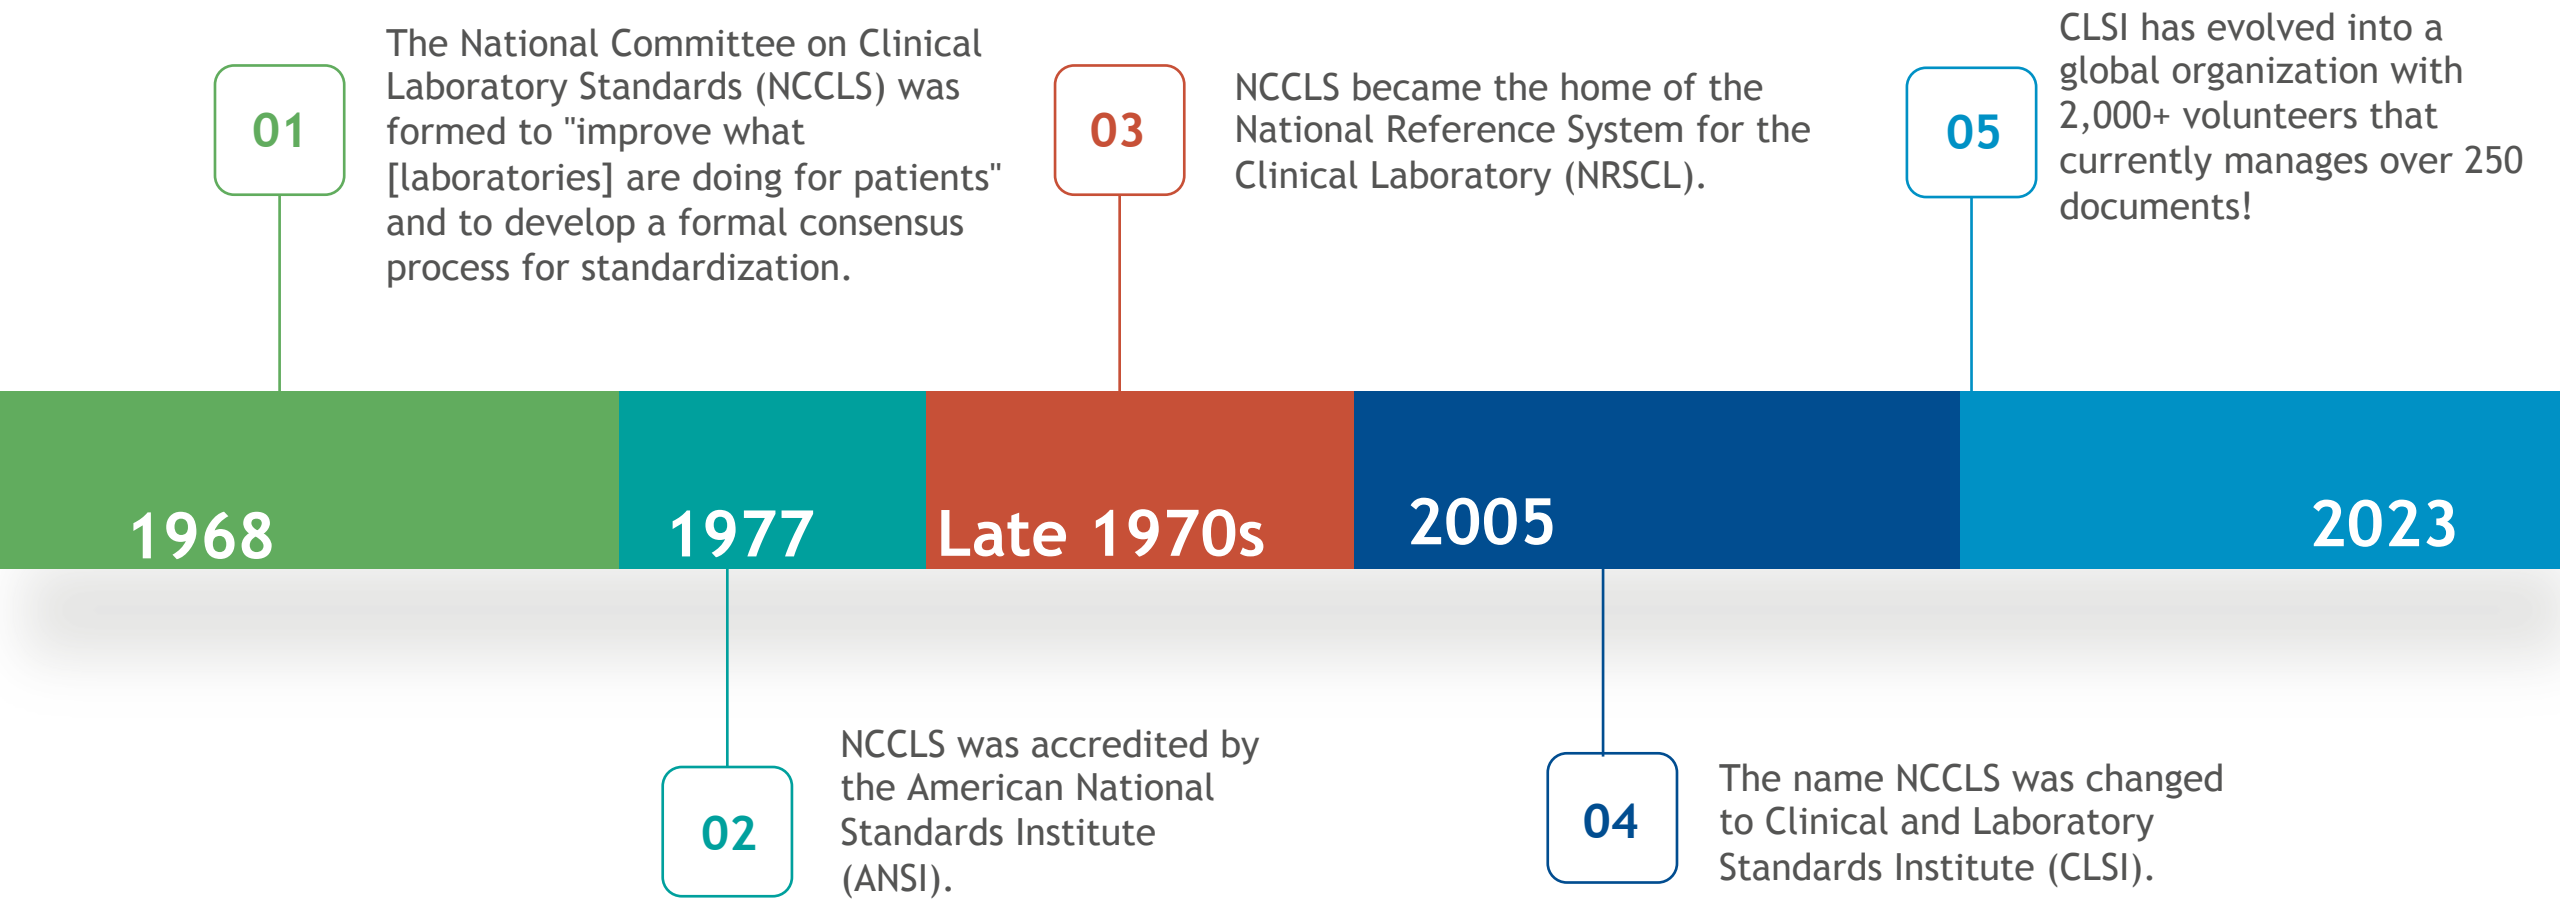 01
The National Committee on Clinical
Laboratory Standards (NCCLS) was
formed to "improve what
[laboratories] are doing for patients"
and to develop a formal consensus
process for standardization.
03
NCCLS became the home of the
National Reference System for the
Clinical Laboratory (NRSCL).
05
CLSI has evolved into a
global organization with
2,000+ volunteers that
currently manages over 250
documents!
1968
1977
Late 1970s
2005
2023
02
NCCLS was accredited by
the American National
Standards Institute
(ANSI).
04
The name NCCLS was changed
to Clinical and Laboratory
Standards Institute (CLSI).